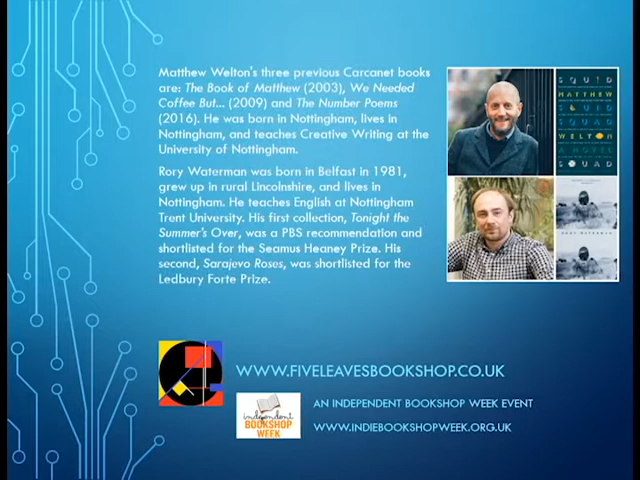 Matthew Welton's three previous Carcanet books
are: The Book of Matthew (2003), We Needed
Coffee But... (2009) and The Number Poems
(2016). He was born in Nottingham, lives in
Nottingham, and teaches Creative Writing at the
University of Nottingham.
Rory Waterman was born in Belfast in 1981,
grew up in rural Lincolnshire, and lives in
Nottingham. He teaches English at Nottingham
Trent University. His first collection, Tonight the
Summer's Over, was a PBS recommendation and
shortlisted for the Seamus Heaney Prize. His
second, Sarajevo Roses, was shortlisted for the
Ledbury Forte Prize.
SQUID
MATTHEW
SQUAD
WELTON
A NOVEL
SQUAD
WWW.FIVELEAVESBOOKSHOP.CO.UK
independent
BOOKSHOP
WEEK
AN INDEPENDENT BOOKSHOP WEEK EVENT
WWW.INDIEBOOKSHOPWEEK.ORG.UK